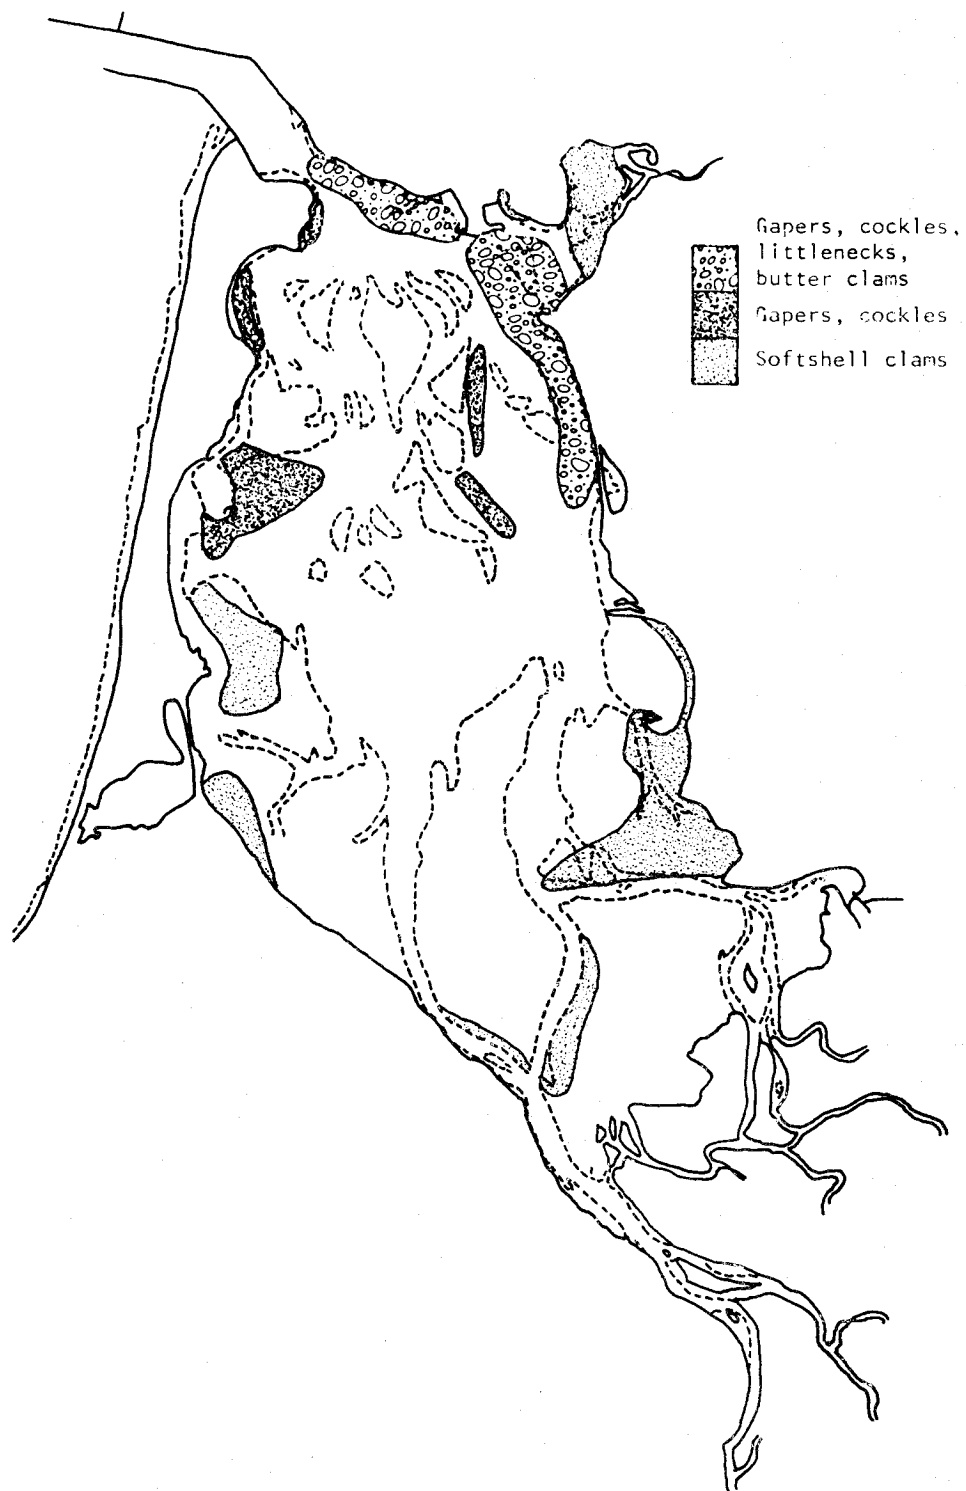 Gapers, cockles,
littlenecks,
butter clams
Gapers, cockles
Softshell clams